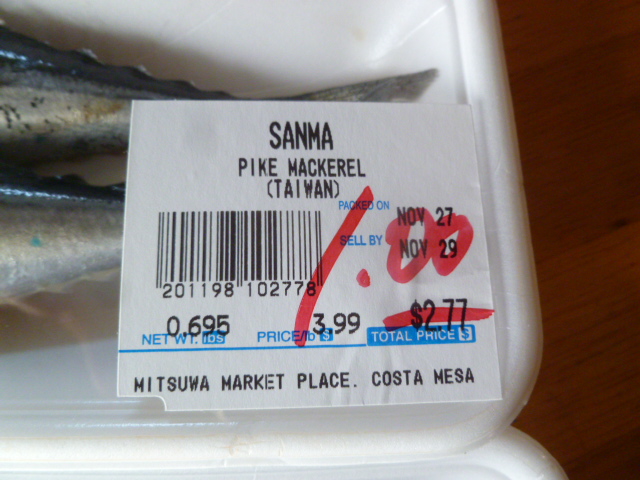 SANMA
PIKE MACKEREL
(TAIWAN)
PACKED ON NOV 27
SELL BY NOV 29
1.00
201198 102778
0.695 3.99 $2.77
NET WT. lbs PRICE/lb $ TOTAL PRICE $
MITSUWA MARKET PLACE. COSTA MESA